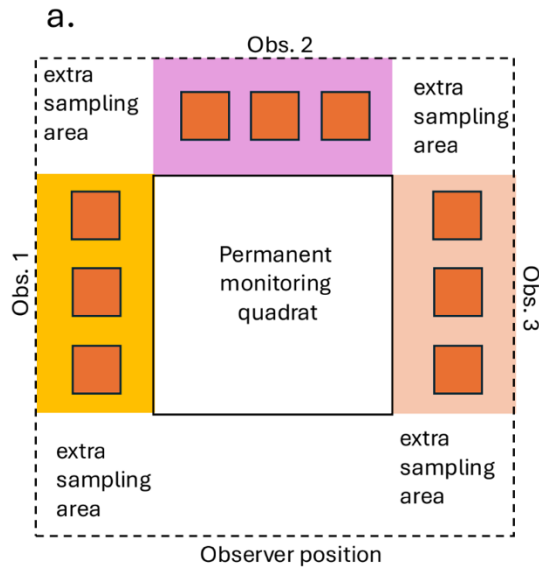 a.
Obs. 2
extra
sampling
area
extra
sampling
area
Obs. 1
Permanent
monitoring
quadrat
Obs. 3
extra
sampling
area
extra
sampling
area
Observer position